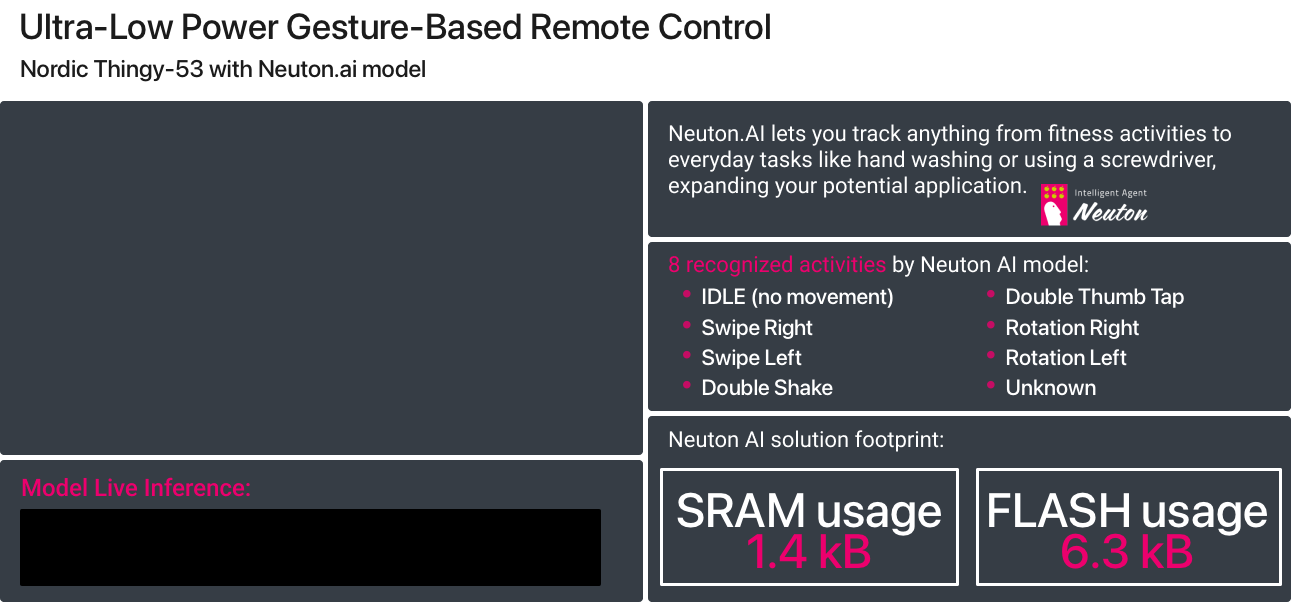 Ultra-Low Power Gesture-Based Remote Control
Nordic Thingy-53 with Neuton.ai model
Neuton.AI lets you track anything from fitness activities to
everyday tasks like hand washing or using a screwdriver,
expanding your potential application.
Intelligent Agent
Neuton
8 recognized activities by Neuton AI model:
IDLE (no movement)
Swipe Right
Swipe Left
Double Shake
Double Thumb Tap
Rotation Right
Rotation Left
Unknown
Model Live Inference:
Neuton AI solution footprint:
SRAM usage
1.4 kB
FLASH usage
6.3 kB